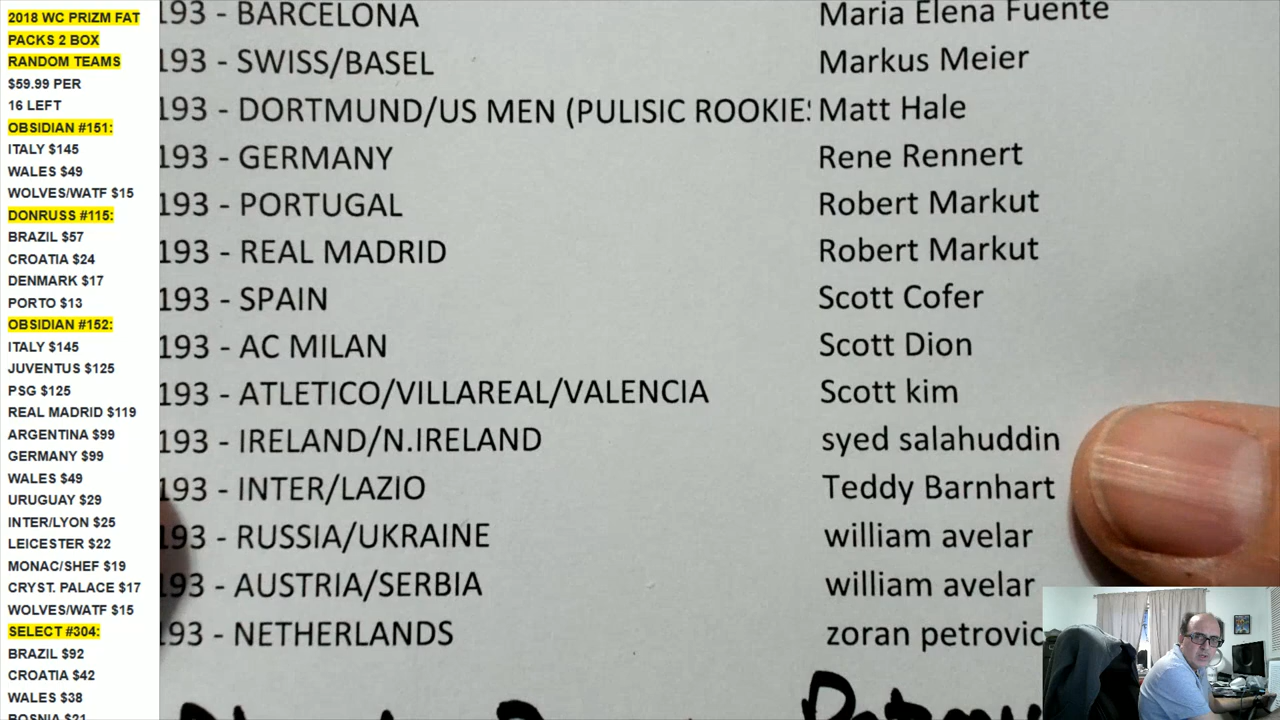 2018 WC PRIZM FAT
PACKS 2 BOX
RANDOM TEAMS
$59.99 PER
16 LEFT
OBSIDIAN #151:
ITALY $145
WALES $49
WOLVES/WATF $15
DONRUSS #115:
BRAZIL $57
CROATIA $24
DENMARK $17
PORTO $13
OBSIDIAN #152:
ITALY $145
JUVENTUS $125
PSG $125
REAL MADRID $119
ARGENTINA $99
GERMANY $99
WALES $49
URUGUAY $29
INTER/LYON $25
LEICESTER $22
MONAC/SHEF $19
CRYST. PALACE $17
WOLVES/WATF $15
SELECT #304:
BRAZIL $92
CROATIA $42
WALES $38
BOSNIA $21
193 - BARCELONA Maria Elena Fuente
193 - SWISS/BASEL Markus Meier
193 - DORTMUND/US MEN (PULISIC ROOKIES Matt Hale
193 - GERMANY Rene Rennert
193 - PORTUGAL Robert Markut
193 - REAL MADRID Robert Markut
193 - SPAIN Scott Cofer
193 - AC MILAN Scott Dion
193 - ATLETICO/VILLAREAL/VALENCIA Scott kim
193 - IRELAND/N.IRELAND syed salahuddin
193 - INTER/LAZIO Teddy Barnhart
193 - RUSSIA/UKRAINE william avelar
193 - AUSTRIA/SERBIA william avelar
193 - NETHERLANDS zoran petrovic